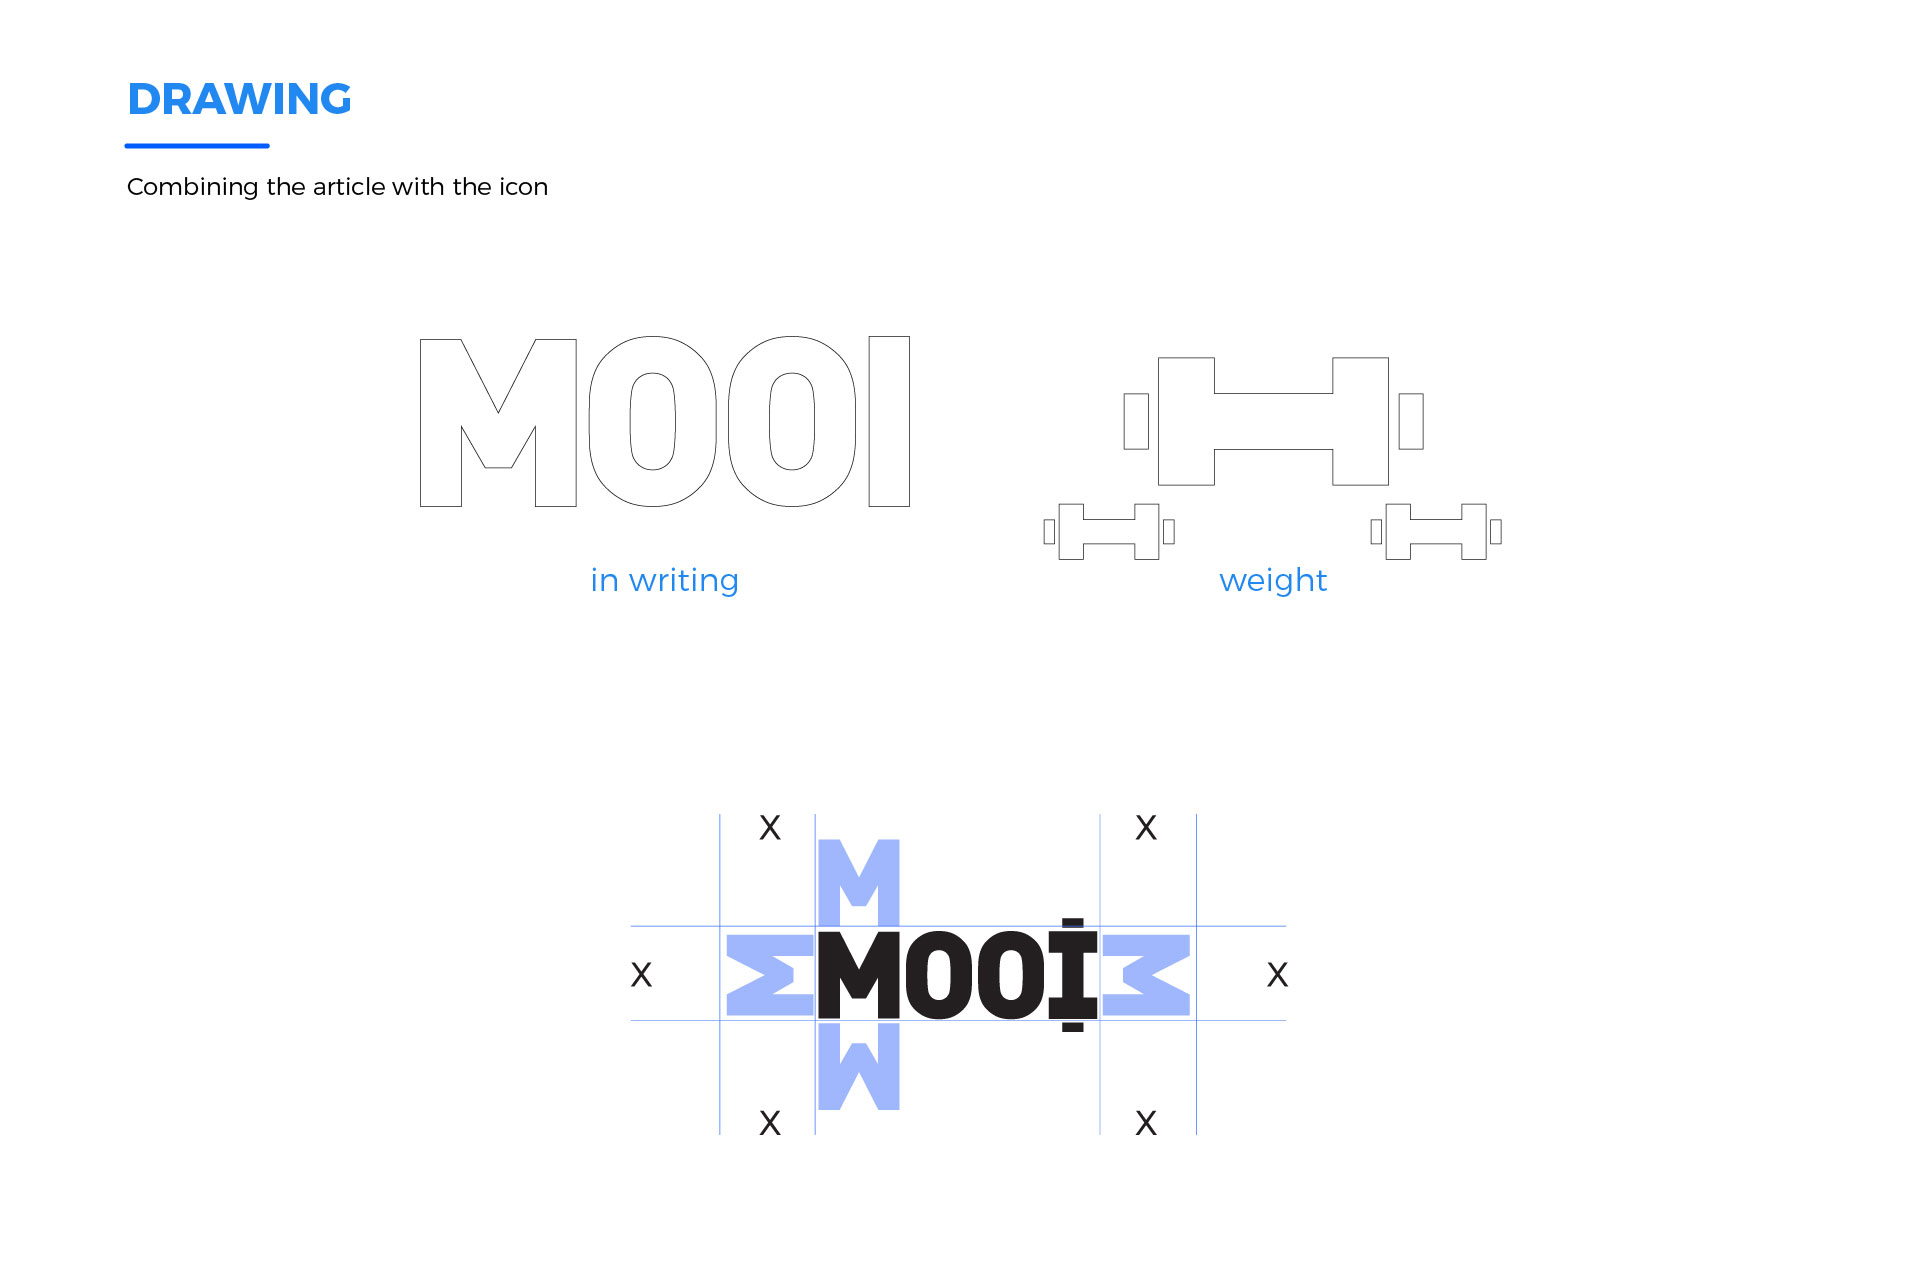 DRAWING
Combining the article with the icon
MOOI
in writing
weight
X X
M
X M MOOI M X
M
X X